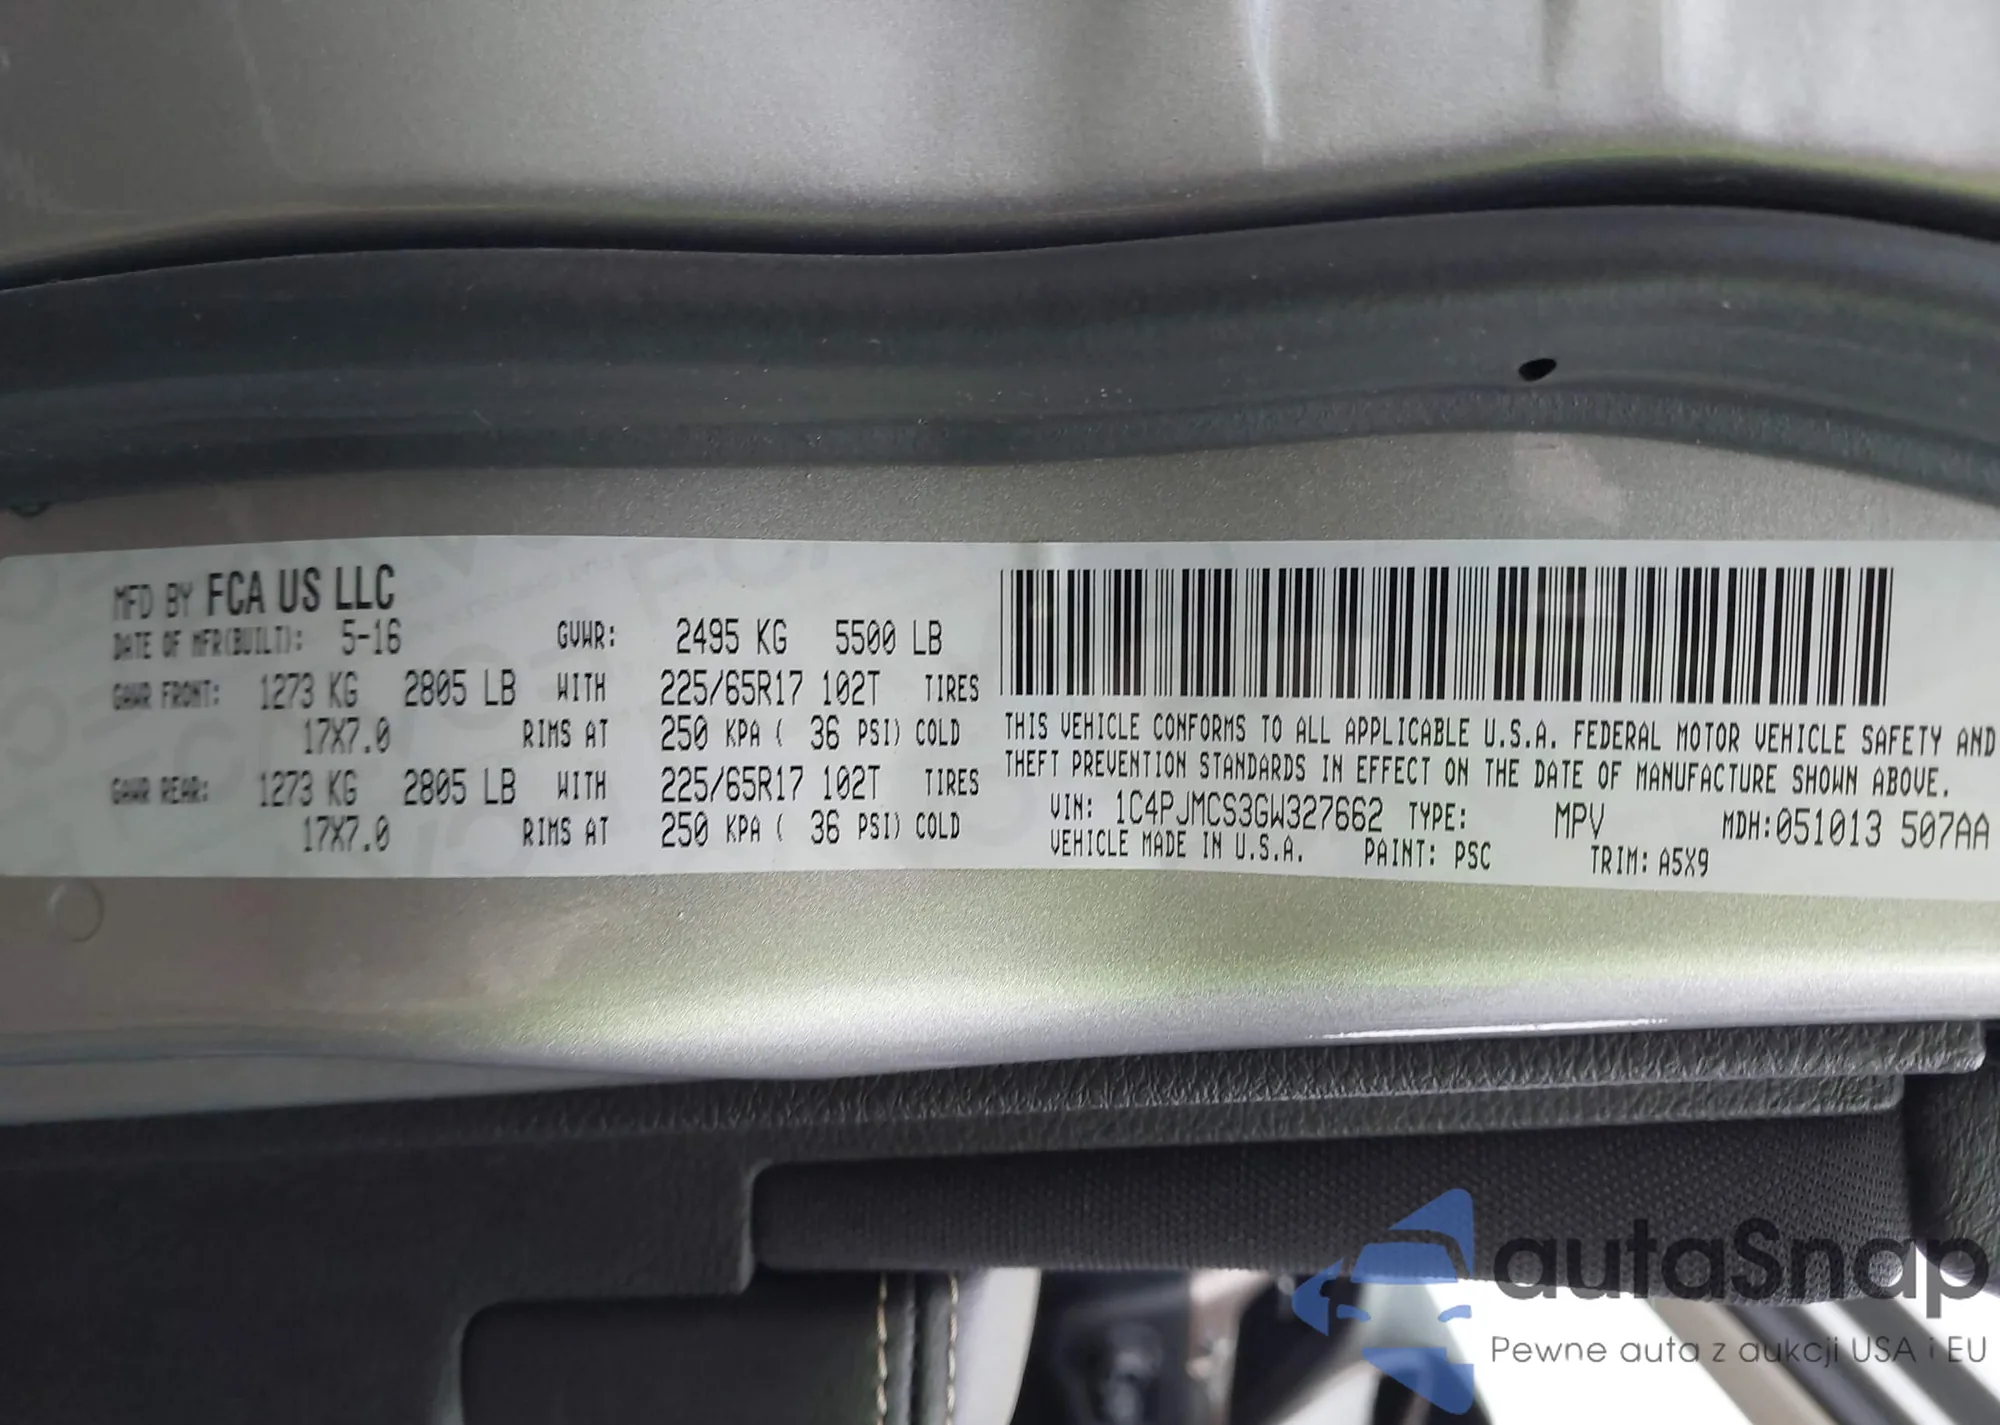 MFD BY FCA US LLC
DATE OF MFR(BUILT): 5-16 GVWR: 2495 KG 5500 LB
GAWR FRONT: 1273 KG 2805 LB WITH 225/65R17 102T TIRES
17X7.0 RIMS AT 250 KPA ( 36 PSI) COLD
GAWR REAR: 1273 KG 2805 LB WITH 225/65R17 102T TIRES
17X7.0 RIMS AT 250 KPA ( 36 PSI) COLD
THIS VEHICLE CONFORMS TO ALL APPLICABLE U.S.A. FEDERAL MOTOR VEHICLE SAFETY AND
THEFT PREVENTION STANDARDS IN EFFECT ON THE DATE OF MANUFACTURE SHOWN ABOVE.
VIN: 1C4PJMCS3GW327662 TYPE: MPV MDH:051013 507AA
VEHICLE MADE IN U.S.A. PAINT: PSC TRIM: A5X9
autoSnap
Pewne auta z aukcji USA i EU